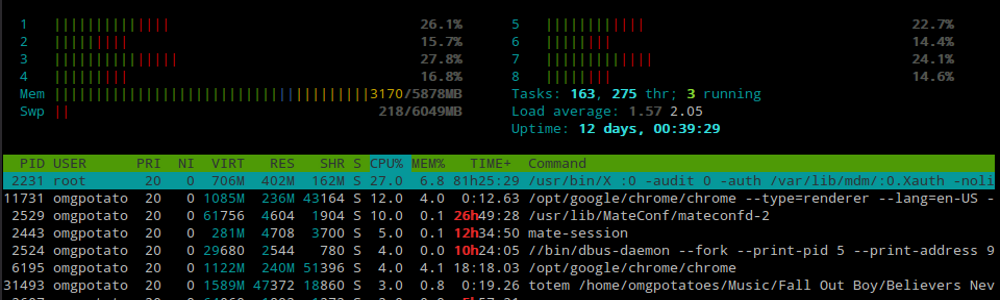 1 |||||||||||||| 26.1% 5 ||||||||||||| 22.7%
2 ||||||||| 15.7% 6 |||||||| 14.4%
3 ||||||||||||||| 27.8% 7 ||||||||||||| 24.1%
4 ||||||||| 16.8% 8 |||||||| 14.6%
Mem ||||||||||||||||||||||||||||||||||||||3170/5878MB Tasks: 163, 275 thr; 3 running
Swp || 218/6049MB Load average: 1.57 2.05
Uptime: 12 days, 00:39:29
PID USER PRI NI VIRT RES SHR S CPU% MEM% TIME+ Command
2231 root 20 0 706M 402M 162M S 27.0 6.8 81h25:29 /usr/bin/X :0 -audit 0 -auth /var/lib/mdm/:0.Xauth -noli
11731 omgpotato 20 0 1085M 236M 43164 S 12.0 4.0 0:12.63 /opt/google/chrome/chrome --type=renderer --lang=en-US -
2529 omgpotato 20 0 61756 4604 1904 S 10.0 0.1 26h49:28 /usr/lib/MateConf/mateconfd-2
2443 omgpotato 20 0 281M 4708 3700 S 5.0 0.1 12h34:50 mate-session
2524 omgpotato 20 0 29680 2544 780 S 4.0 0.0 10h24:05 //bin/dbus-daemon --fork --print-pid 5 --print-address 9
6195 omgpotato 20 0 1122M 240M 51396 S 4.0 4.1 18:18.03 /opt/google/chrome/chrome
31493 omgpotato 20 0 1589M 47372 18860 S 3.0 0.8 0:19.26 totem /home/omgpotatoes/Music/Fall Out Boy/Believers Nev